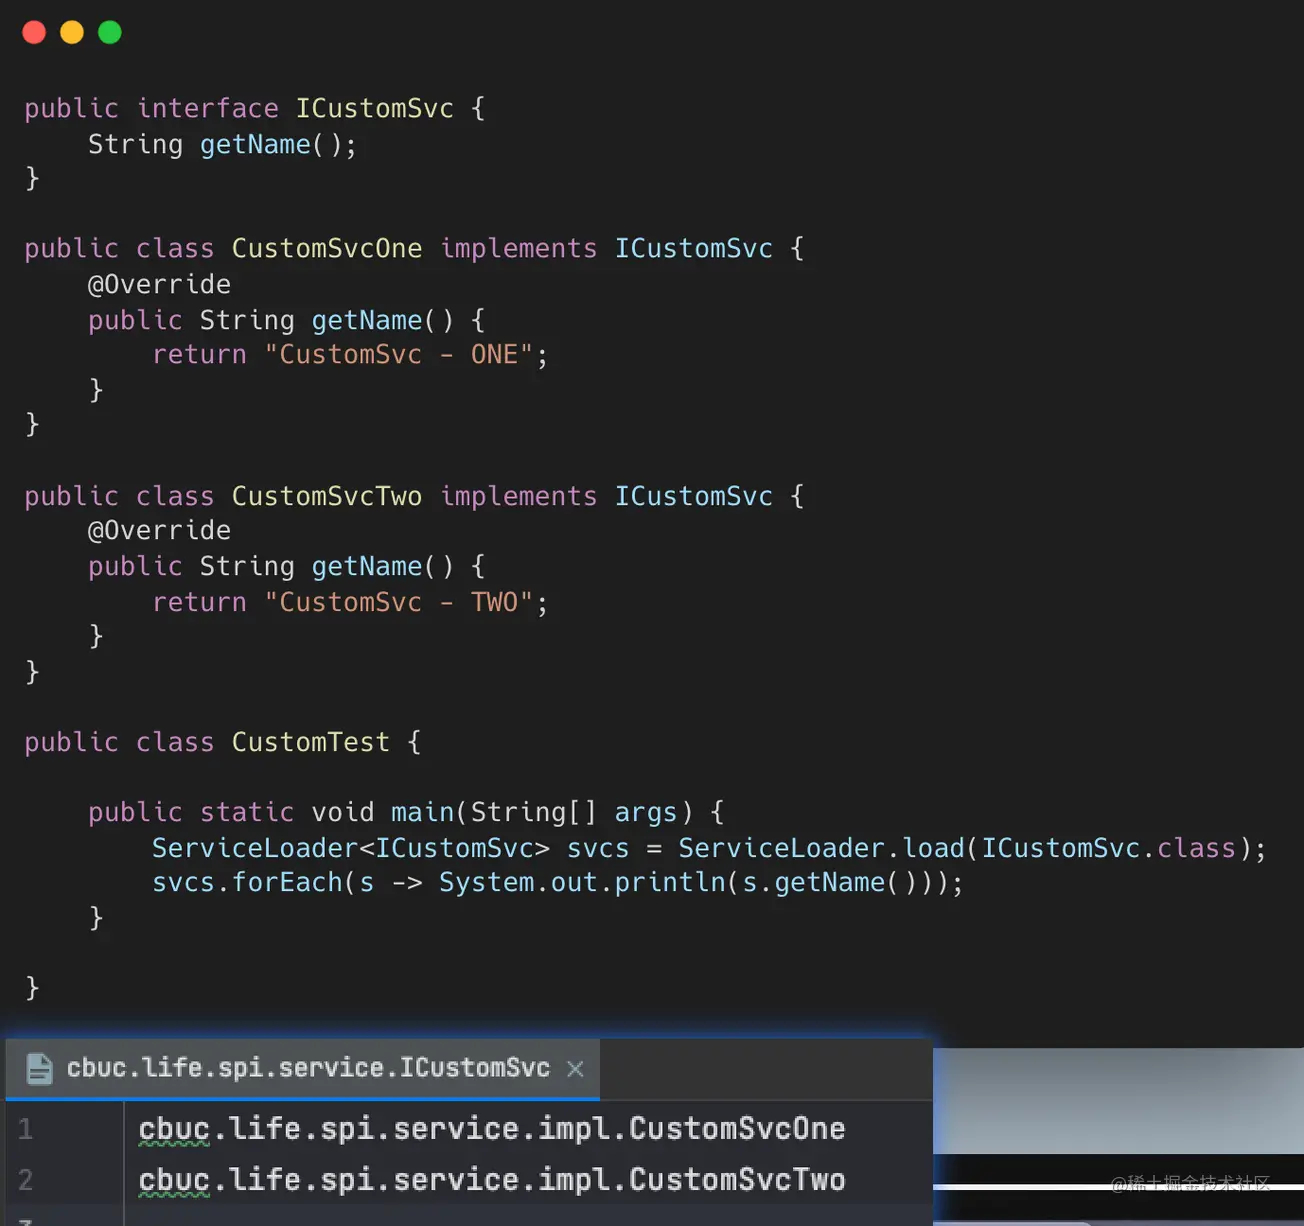 public interface ICustomSvc {
    String getName();
}
public class CustomSvcOne implements ICustomSvc {
    @Override
    public String getName() {
        return "CustomSvc - ONE";
    }
}
public class CustomSvcTwo implements ICustomSvc {
    @Override
    public String getName() {
        return "CustomSvc - TWO";
    }
}
public class CustomTest {
    public static void main(String[] args) {
        ServiceLoader<ICustomSvc> svcs = ServiceLoader.load(ICustomSvc.class);
        svcs.forEach(s -> System.out.println(s.getName()));
    }
}
cbuc.life.spi.service.ICustomSvc ×
1 cbuc.life.spi.service.impl.CustomSvcOne
2 cbuc.life.spi.service.impl.CustomSvcTwo
@稀土掘金技术社区